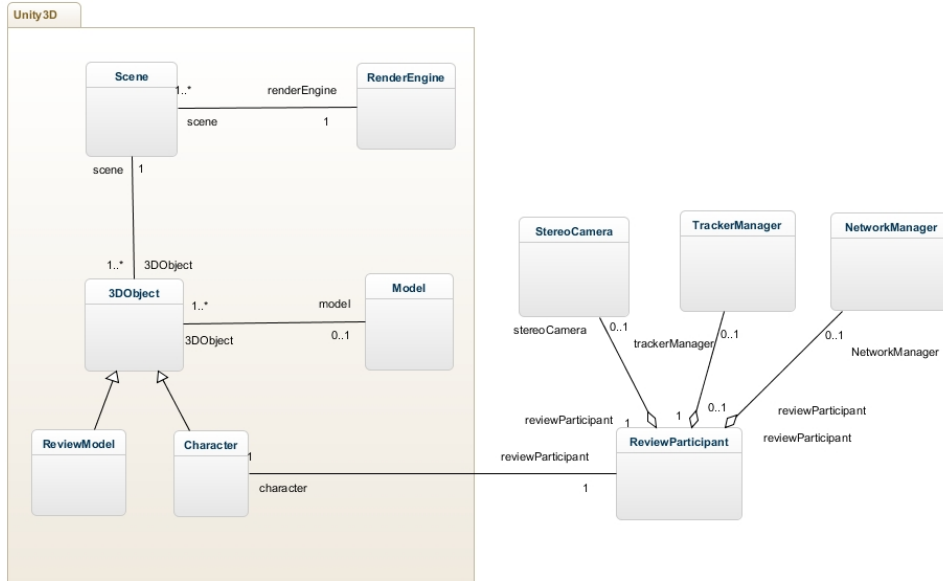 Unity3D
Scene
RenderEngine
1..*
renderEngine
scene
1
scene
1
StereoCamera
TrackerManager
NetworkManager
1..*
3DObject
3DObject
Model
1..*
model
3DObject
0..1
stereoCamera
0..1
trackerManager
0..1
0..1
NetworkManager
reviewParticipant
1
1
0..1
reviewParticipant
reviewParticipant
ReviewModel
Character
ReviewParticipant
1
reviewParticipant
character
1